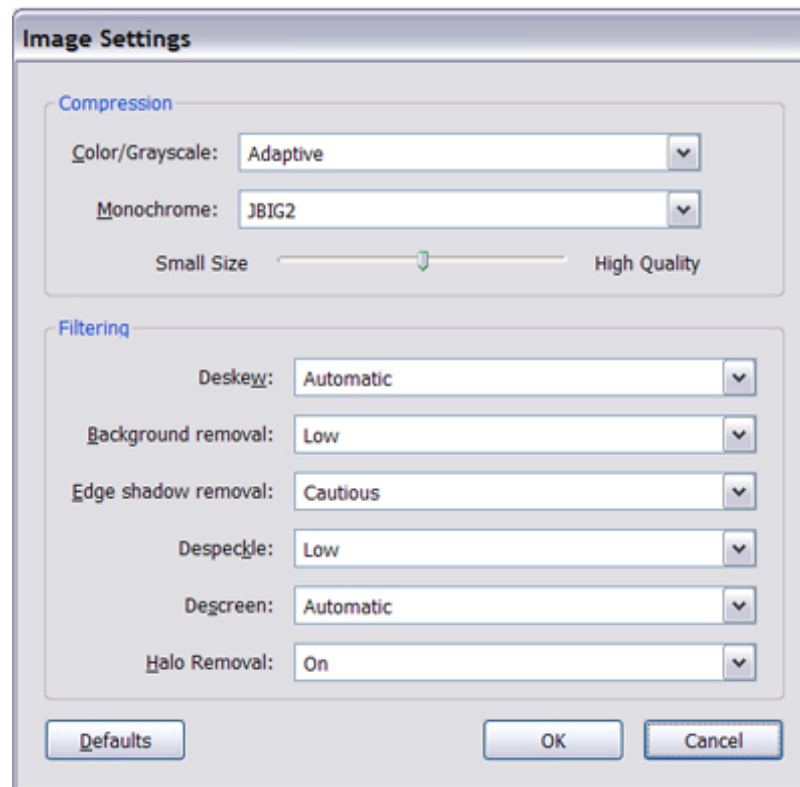 Image Settings
Compression
Color/Grayscale: Adaptive
Monochrome: JBIG2
Small Size High Quality
Filtering
Deskew: Automatic
Background removal: Low
Edge shadow removal: Cautious
Despeckle: Low
Descreen: Automatic
Halo Removal: On
Defaults OK Cancel